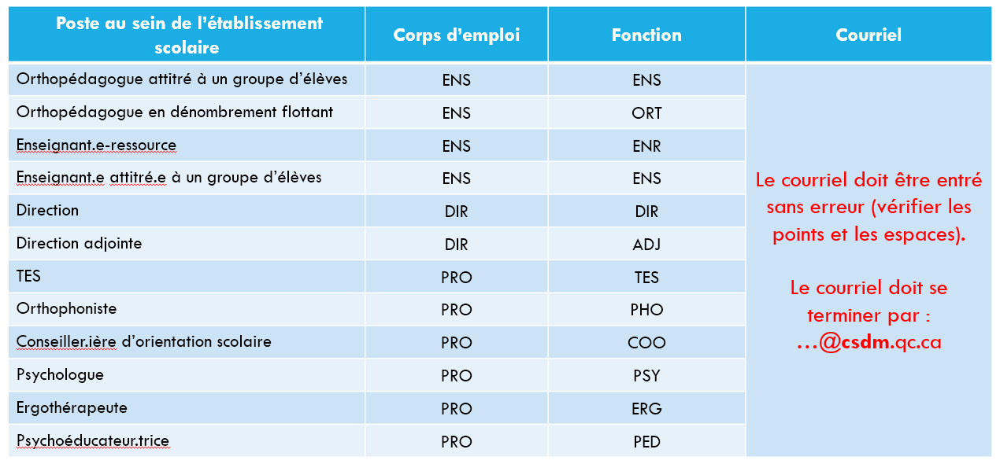 Poste au sein de l'établissement
scolaire
Corps d'emploi
Fonction
Courriel
Orthopédagogue attitré à un groupe d'élèves ENS ENS
Orthopédagogue en dénombrement flottant ENS ORT
Enseignant.e-ressource ENS ENR
Enseignant.e attitré.e à un groupe d'élèves ENS ENS
Direction DIR DIR
Direction adjointe DIR ADJ
TES PRO TES
Orthophoniste PRO PHO
Conseiller.ière d'orientation scolaire PRO COO
Psychologue PRO PSY
Ergothérapeute PRO ERG
Psychoéducateur.trice PRO PED
Le courriel doit être entré
sans erreur (vérifier les
points et les espaces).
Le courriel doit se
terminer par :
…@csdm.qc.ca